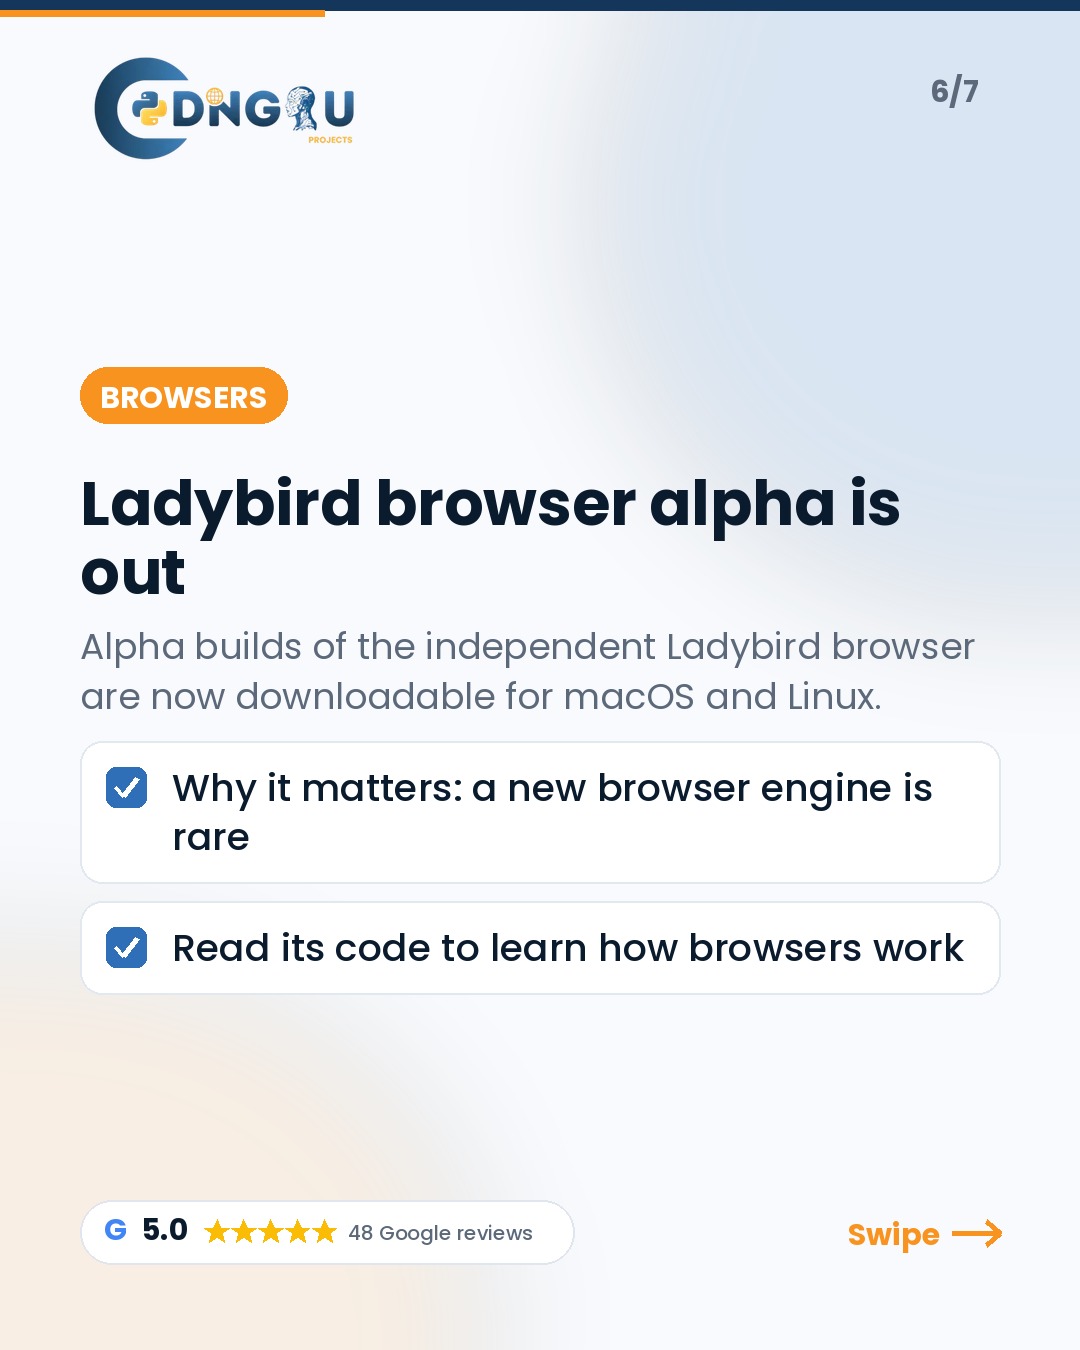 CDNG U
PROJECTS
6/7
BROWSERS
Ladybird browser alpha is
out
Alpha builds of the independent Ladybird browser
are now downloadable for macOS and Linux.
Why it matters: a new browser engine is
rare
Read its code to learn how browsers work
G 5.0 ★★★★★ 48 Google reviews
Swipe →